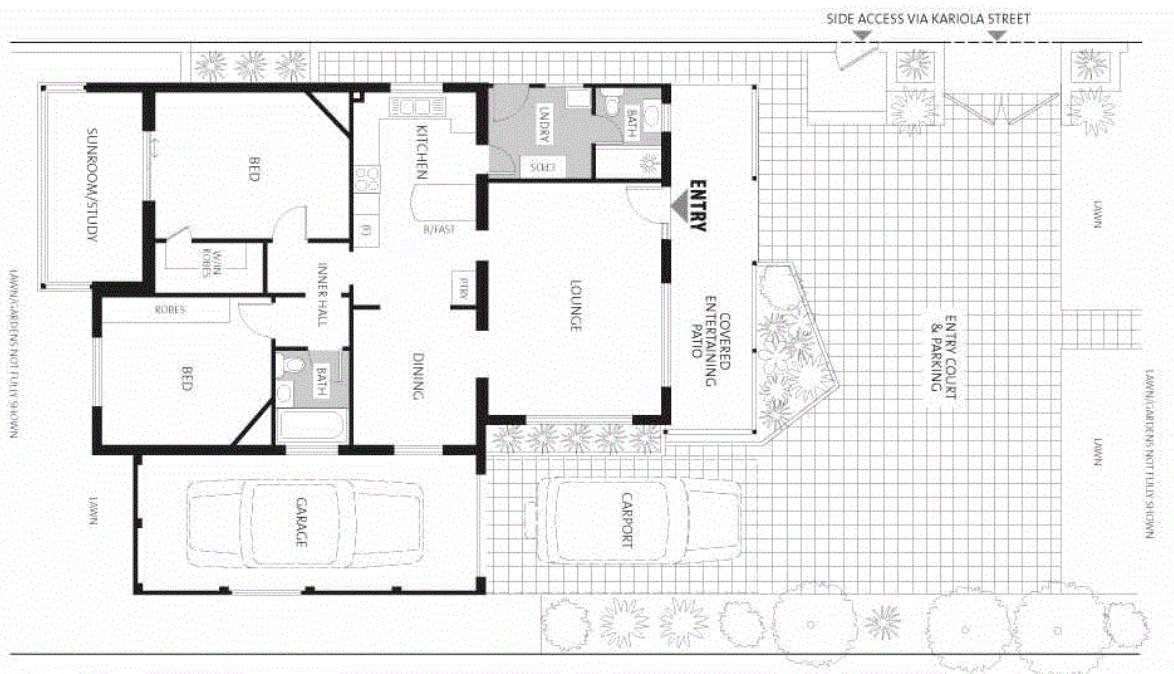 SIDE ACCESS VIA KARIOLA STREET
SUNROOM/STUDY
BED
KITCHEN
LNDRY
BATH
CPDS
ENTRY
B/FAST
(F)
W/IN
ROBES
PTRY
INNER HALL
LOUNGE
COVERED
ENTERTAINING
PATIO
ENTRY COURT
& PARKING
LAWN
LAWN/GARDENS NOT FULLY SHOWN
ROBES
BED
BATH
DINING
LAWN
LAWN/GARDENS NOT FULLY SHOWN
LAWN
GARAGE
CARPORT